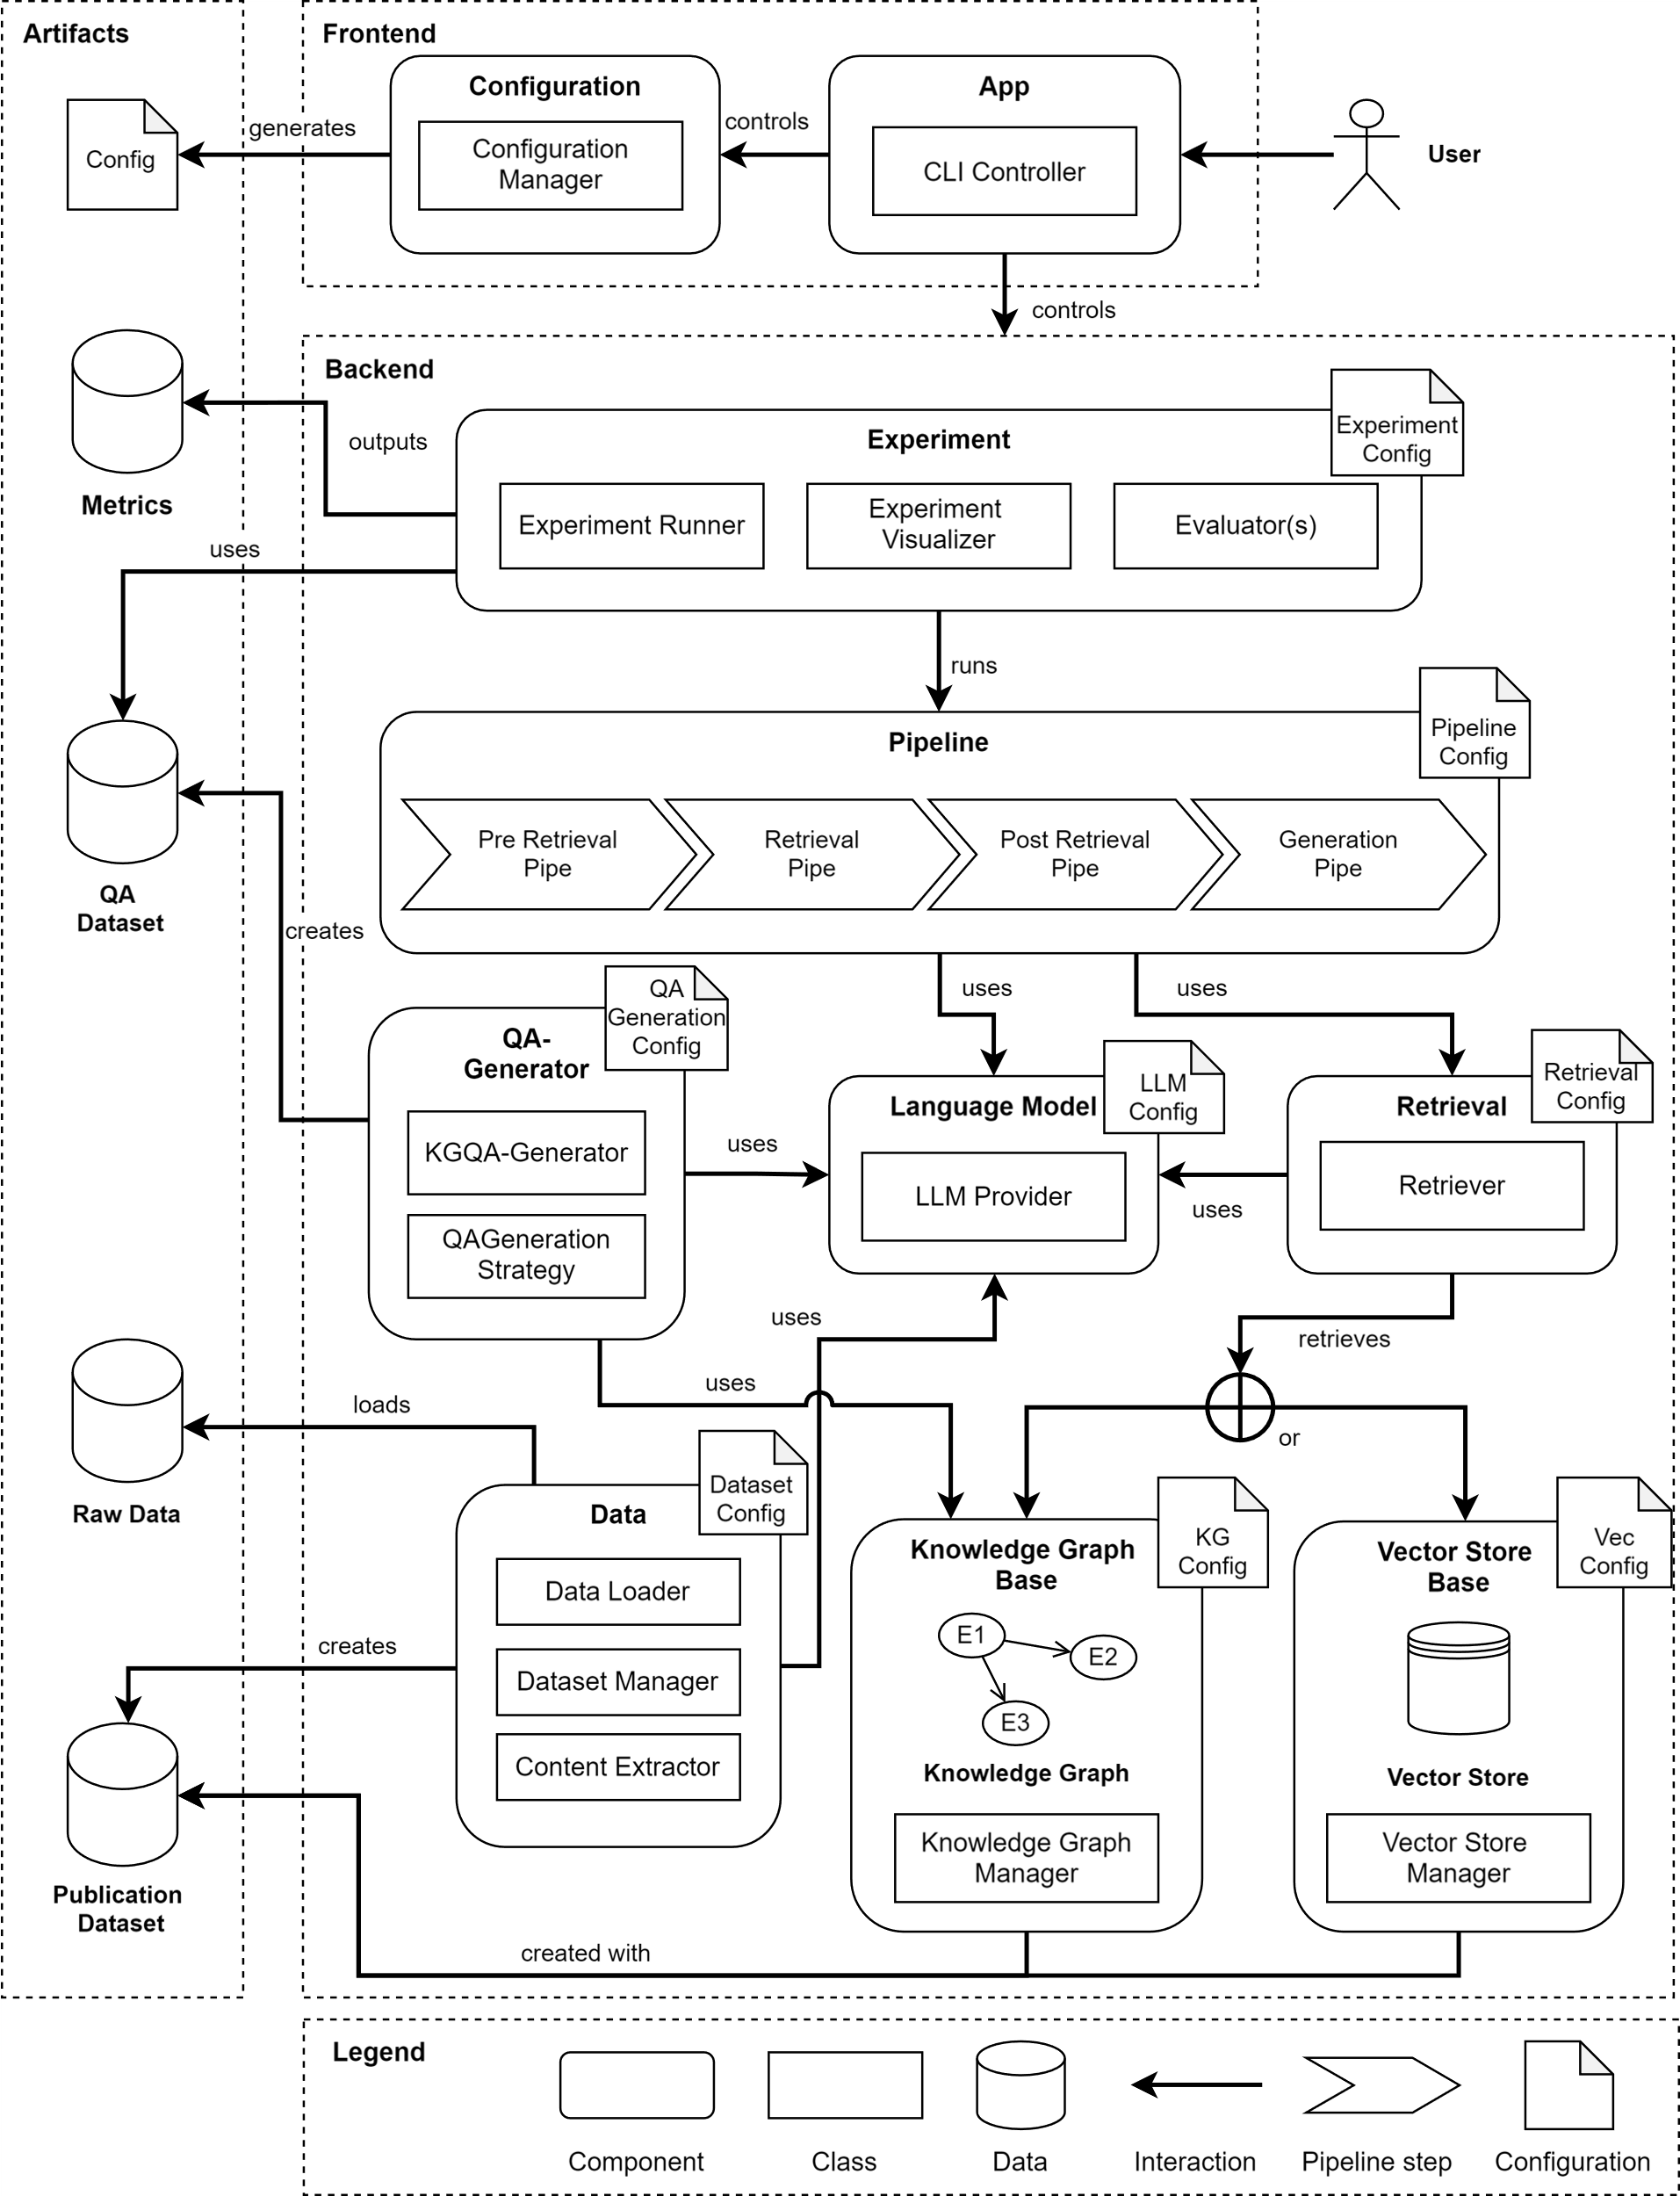 Artifacts
Frontend
Configuration
Configuration
Manager
App
CLI Controller
User
Config
generates
controls
controls
Backend
Metrics
outputs
uses
Experiment
Experiment
Config
Experiment Runner
Experiment
Visualizer
Evaluator(s)
runs
Pipeline
Pipeline
Config
Pre Retrieval
Pipe
Retrieval
Pipe
Post Retrieval
Pipe
Generation
Pipe
QA
Dataset
creates
uses
uses
QA-
Generator
QA
Generation
Config
KGQA-Generator
QAGeneration
Strategy
uses
Language Model
LLM
Config
LLM Provider
uses
Retrieval
Retrieval
Config
Retriever
uses
retrieves
or
uses
loads
Raw Data
Data
Dataset
Config
Data Loader
Dataset Manager
Content Extractor
creates
Publication
Dataset
Knowledge Graph
Base
KG
Config
E1
E2
E3
Knowledge Graph
Knowledge Graph
Manager
Vector Store
Base
Vec
Config
Vector Store
Vector Store
Manager
created with
Legend
Component
Class
Data
Interaction
Pipeline step
Configuration